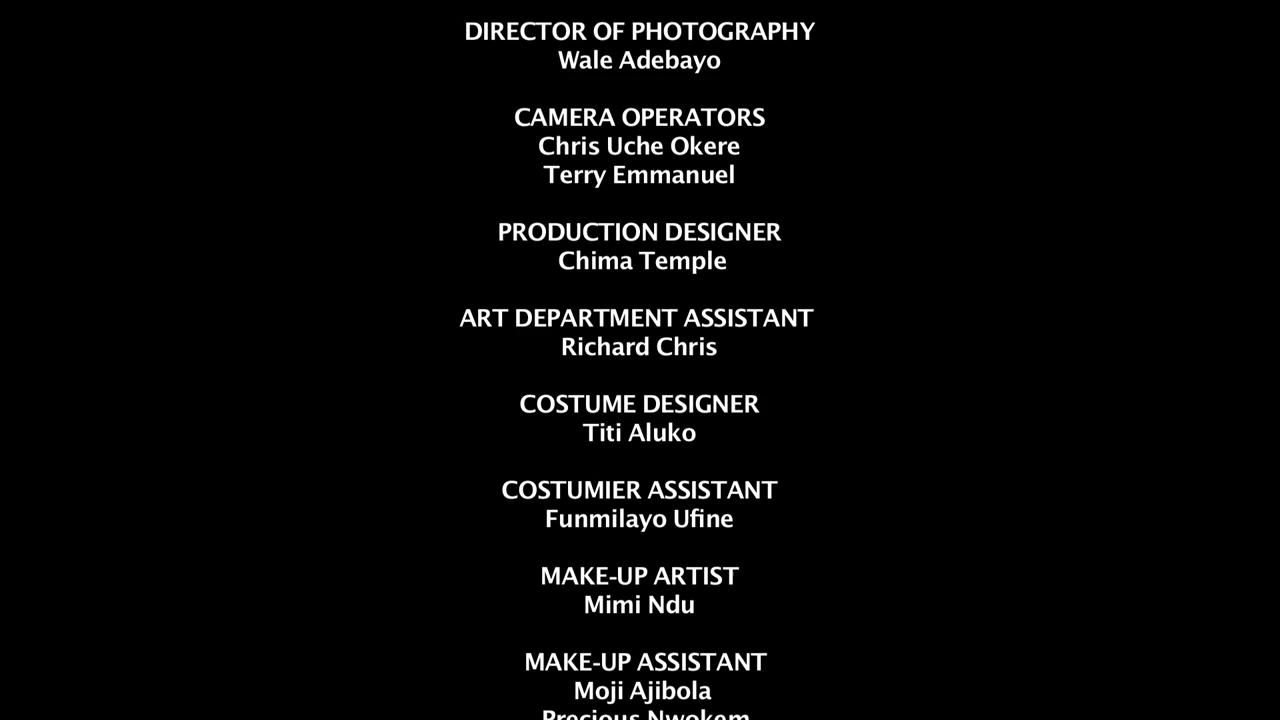 DIRECTOR OF PHOTOGRAPHY
Wale Adebayo
CAMERA OPERATORS
Chris Uche Okere
Terry Emmanuel
PRODUCTION DESIGNER
Chima Temple
ART DEPARTMENT ASSISTANT
Richard Chris
COSTUME DESIGNER
Titi Aluko
COSTUMIER ASSISTANT
Funmilayo Ufine
MAKE-UP ARTIST
Mimi Ndu
MAKE-UP ASSISTANT
Moji Ajibola
Precious Nwokem